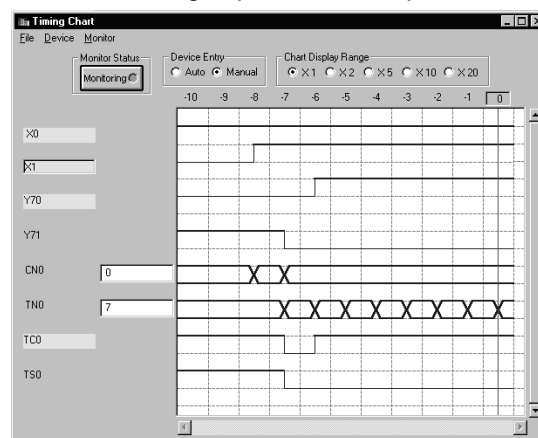 Timing Chart
File Device Monitor
Monitor Status
Monitoring
Device Entry
Auto Manual
Chart Display Range
X 1 X 2 X 5 X 10 X 20
-10 -9 -8 -7 -6 -5 -4 -3 -2 -1 0
X0
X1
Y70
Y71
CN0 0
TN0 7
TC0
TS0